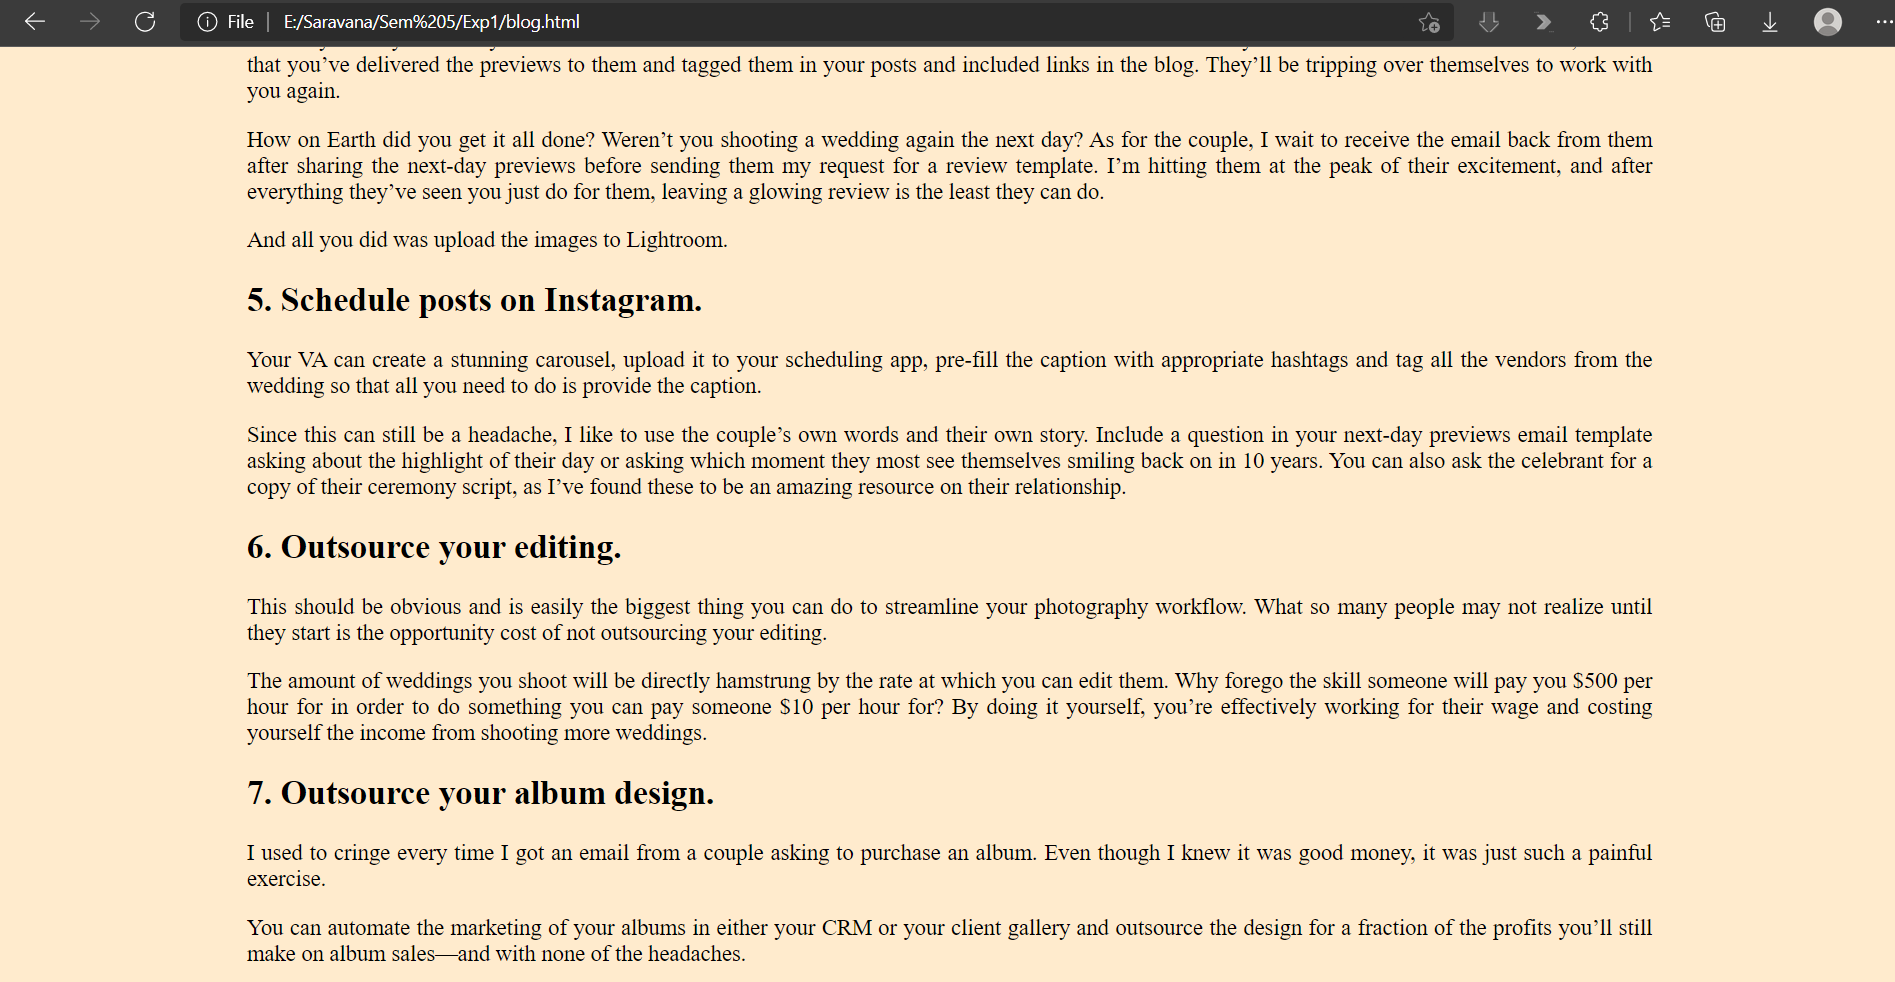 File
E:/Saravana/Sem%205/Exp1/blog.html
that you’ve delivered the previews to them and tagged them in your posts and included links in the blog. They’ll be tripping over themselves to work with
you again.
How on Earth did you get it all done? Weren’t you shooting a wedding again the next day? As for the couple, I wait to receive the email back from them
after sharing the next-day previews before sending them my request for a review template. I’m hitting them at the peak of their excitement, and after
everything they’ve seen you just do for them, leaving a glowing review is the least they can do.
And all you did was upload the images to Lightroom.
5. Schedule posts on Instagram.
Your VA can create a stunning carousel, upload it to your scheduling app, pre-fill the caption with appropriate hashtags and tag all the vendors from the
wedding so that all you need to do is provide the caption.
Since this can still be a headache, I like to use the couple’s own words and their own story. Include a question in your next-day previews email template
asking about the highlight of their day or asking which moment they most see themselves smiling back on in 10 years. You can also ask the celebrant for a
copy of their ceremony script, as I’ve found these to be an amazing resource on their relationship.
6. Outsource your editing.
This should be obvious and is easily the biggest thing you can do to streamline your photography workflow. What so many people may not realize until
they start is the opportunity cost of not outsourcing your editing.
The amount of weddings you shoot will be directly hamstrung by the rate at which you can edit them. Why forego the skill someone will pay you $500 per
hour for in order to do something you can pay someone $10 per hour for? By doing it yourself, you’re effectively working for their wage and costing
yourself the income from shooting more weddings.
7. Outsource your album design.
I used to cringe every time I got an email from a couple asking to purchase an album. Even though I knew it was good money, it was just such a painful
exercise.
You can automate the marketing of your albums in either your CRM or your client gallery and outsource the design for a fraction of the profits you’ll still
make on album sales—and with none of the headaches.